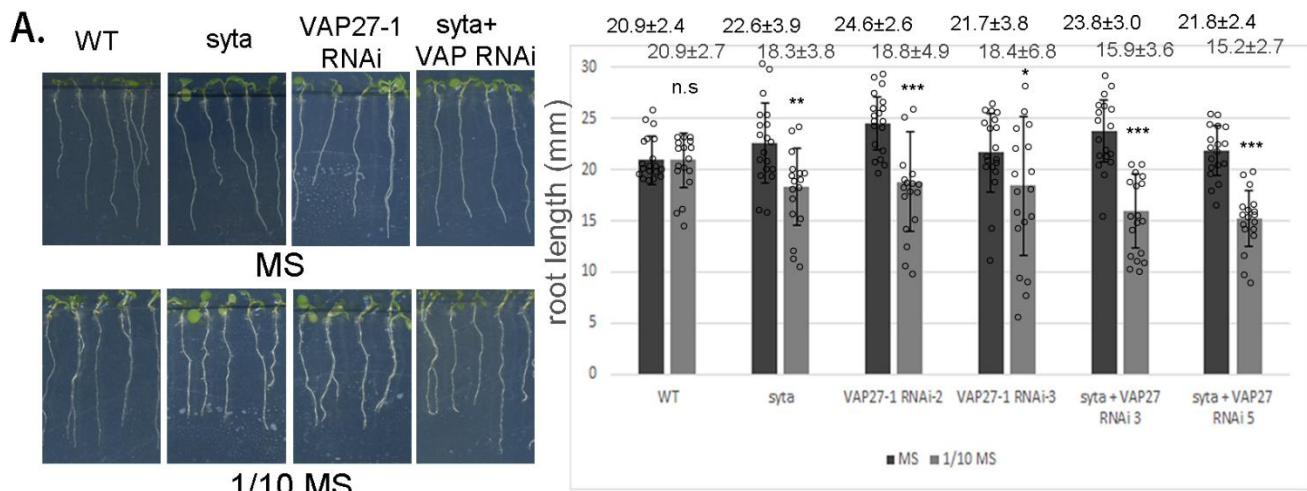 A.
WT
syta
VAP27-1
RNAi
syta+
VAP RNAi
MS
1/10 MS
20.9±2.4 22.6±3.9 24.6±2.6 21.7±3.8 23.8±3.0 21.8±2.4
20.9±2.7 18.3±3.8 18.8±4.9 18.4±6.8 15.9±3.6 15.2±2.7
root length (mm)
30
25
20
15
10
5
0
n.s
**
***
*
***
***
WT
syta
VAP27-1 RNAi-2
VAP27-1 RNAi-3
syta + VAP27
RNAi 3
syta + VAP27
RNAi 5
MS 1/10 MS